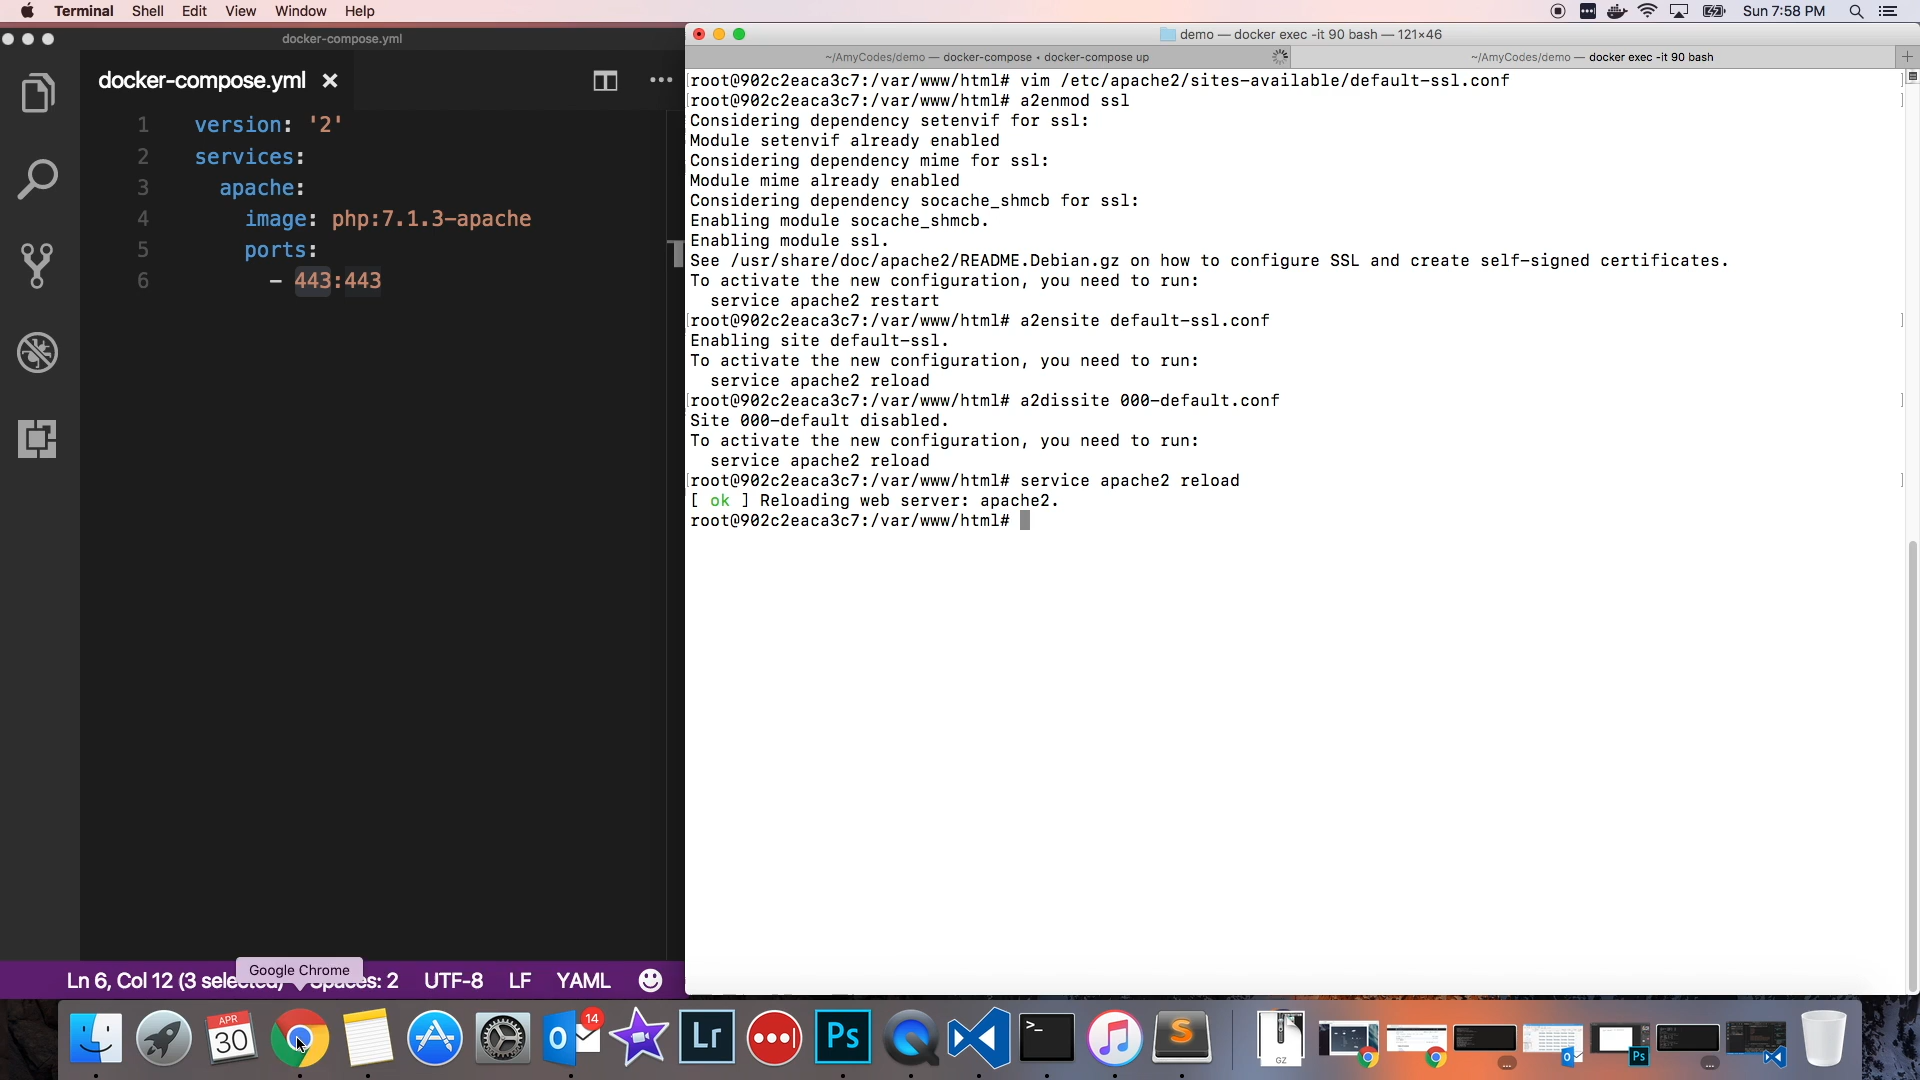 Terminal Shell Edit View Window Help
Sun 7:58 PM
docker-compose.yml
docker-compose.yml
1 version: '2'
2 services:
3 apache:
4 image: php:7.1.3-apache
5 ports:
6 - 443:443
demo — docker exec -it 90 bash — 121×46
~/AmyCodes/demo — docker-compose • docker-compose up
~/AmyCodes/demo — docker exec -it 90 bash
[root@902c2eaca3c7:/var/www/html# vim /etc/apache2/sites-available/default-ssl.conf ]
[root@902c2eaca3c7:/var/www/html# a2enmod ssl ]
Considering dependency setenvif for ssl:
Module setenvif already enabled
Considering dependency mime for ssl:
Module mime already enabled
Considering dependency socache_shmcb for ssl:
Enabling module socache_shmcb.
Enabling module ssl.
See /usr/share/doc/apache2/README.Debian.gz on how to configure SSL and create self-signed certificates.
To activate the new configuration, you need to run:
service apache2 restart
[root@902c2eaca3c7:/var/www/html# a2ensite default-ssl.conf ]
Enabling site default-ssl.
To activate the new configuration, you need to run:
service apache2 reload
[root@902c2eaca3c7:/var/www/html# a2dissite 000-default.conf ]
Site 000-default disabled.
To activate the new configuration, you need to run:
service apache2 reload
[root@902c2eaca3c7:/var/www/html# service apache2 reload ]
[ ok ] Reloading web server: apache2.
root@902c2eaca3c7:/var/www/html#
Google Chrome
Ln 6, Col 12 (3 selected) Spaces: 2 UTF-8 LF YAML
APR
30
14
Lr
Ps
GZ